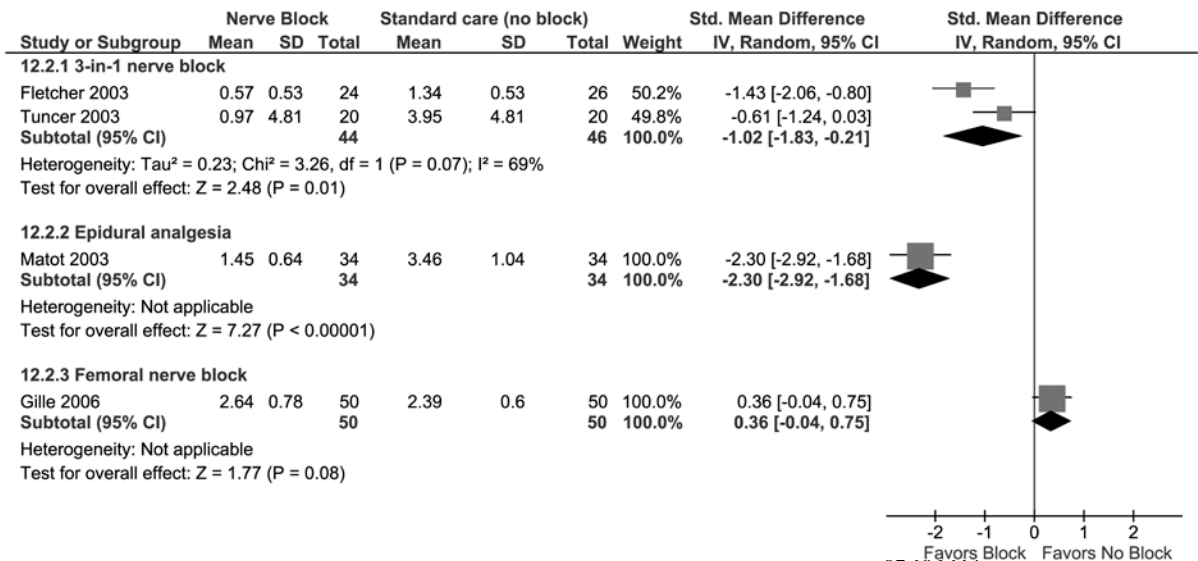 Nerve Block Standard care (no block) Std. Mean Difference Std. Mean Difference
Study or Subgroup Mean SD Total Mean SD Total Weight IV, Random, 95% CI IV, Random, 95% CI
12.2.1 3-in-1 nerve block
Fletcher 2003 0.57 0.53 24 1.34 0.53 26 50.2% -1.43 [-2.06, -0.80]
Tuncer 2003 0.97 4.81 20 3.95 4.81 20 49.8% -0.61 [-1.24, 0.03]
Subtotal (95% CI) 44 46 100.0% -1.02 [-1.83, -0.21]
Heterogeneity: Tau² = 0.23; Chi² = 3.26, df = 1 (P = 0.07); I² = 69%
Test for overall effect: Z = 2.48 (P = 0.01)
12.2.2 Epidural analgesia
Matot 2003 1.45 0.64 34 3.46 1.04 34 100.0% -2.30 [-2.92, -1.68]
Subtotal (95% CI) 34 34 100.0% -2.30 [-2.92, -1.68]
Heterogeneity: Not applicable
Test for overall effect: Z = 7.27 (P < 0.00001)
12.2.3 Femoral nerve block
Gille 2006 2.64 0.78 50 2.39 0.6 50 100.0% 0.36 [-0.04, 0.75]
Subtotal (95% CI) 50 50 100.0% 0.36 [-0.04, 0.75]
Heterogeneity: Not applicable
Test for overall effect: Z = 1.77 (P = 0.08)
-2 -1 0 1 2
Favors Block Favors No Block